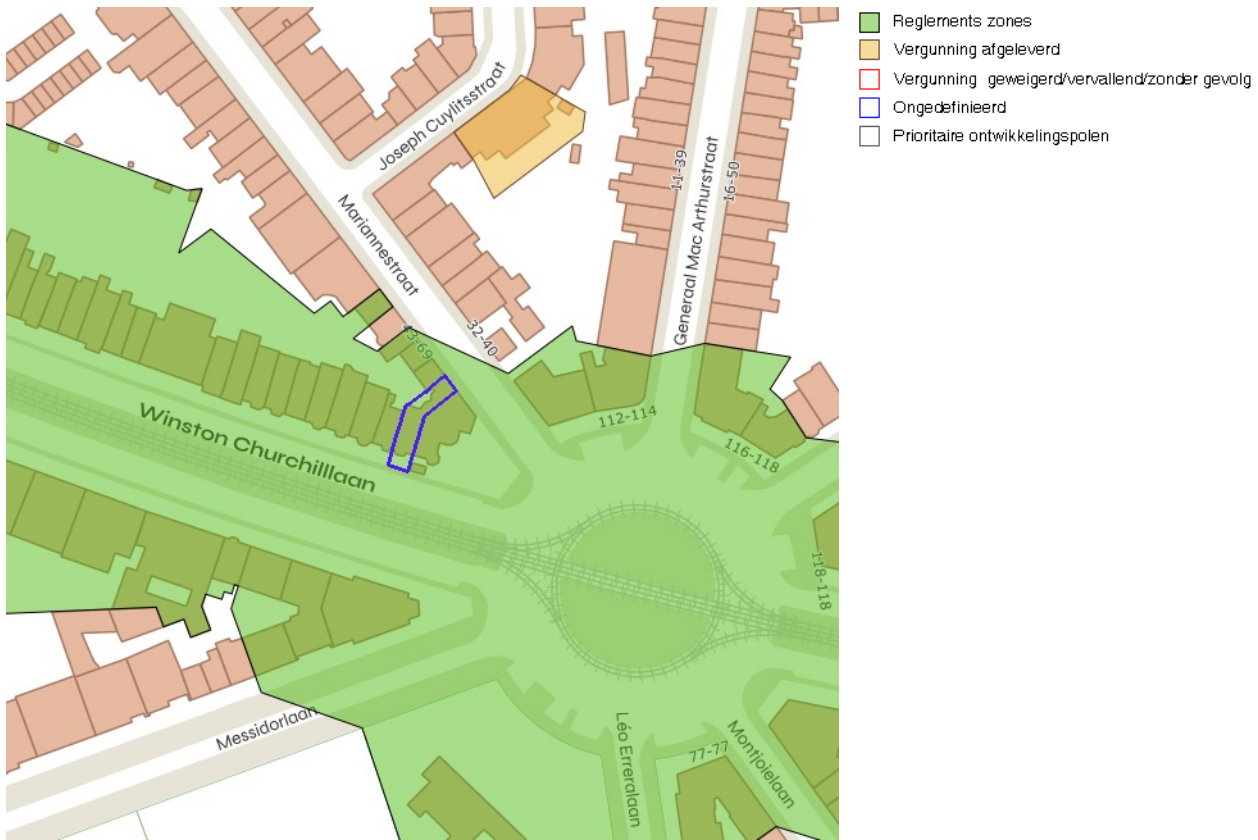 Reglements zones
Vergunning afgeleverd
Vergunning geweigerd/vervallend/zonder gevolg
Ongedefinieerd
Prioritaire ontwikkelingspolen
Joseph Cuylitsstraat
Mariannestraat
11-39
16-50
Generaal Mac Arthurstraat
43-69
32-40
Winston Churchilllaan
112-114
116-118
118-118
Messidorlaan
Léo Erreralaan
77-77
Montjoielaan